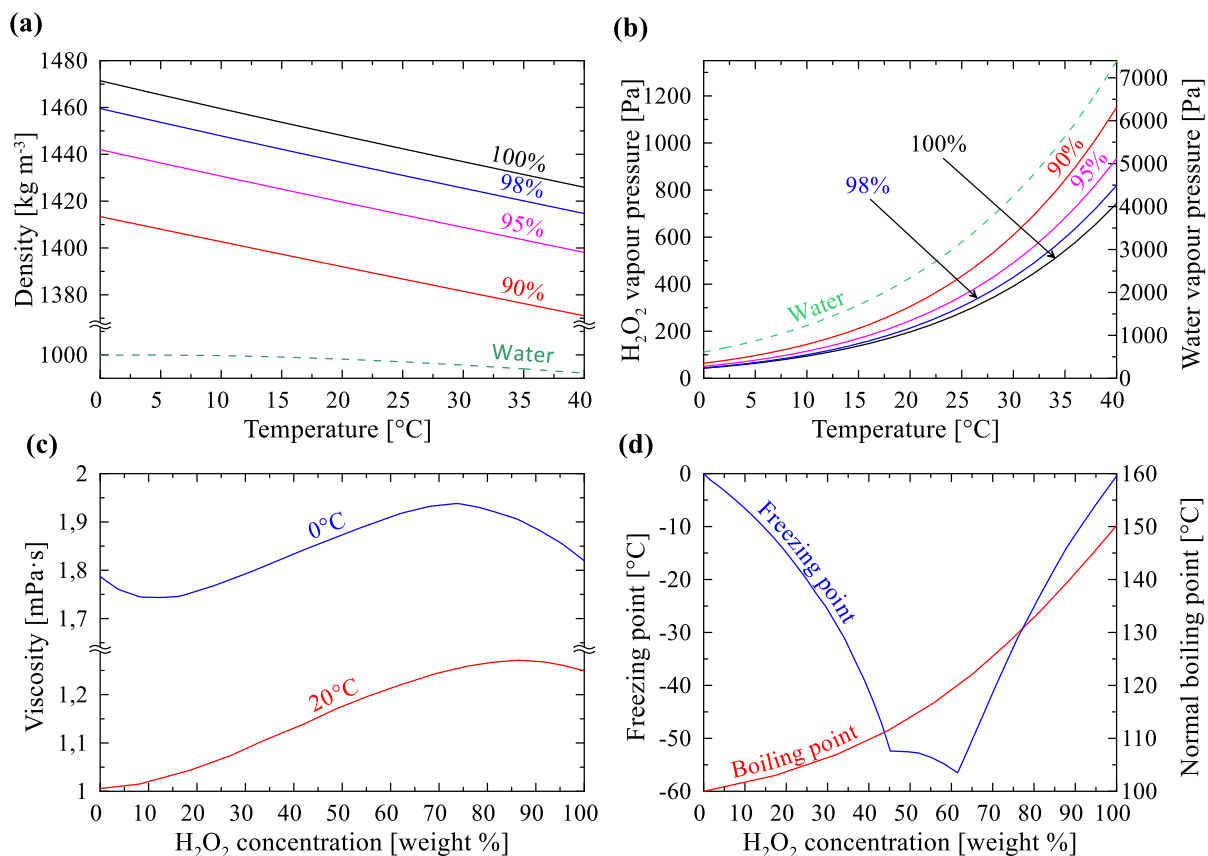 (a)
1480
1460
1440
1420
1400
1380
1000
Density [kg m⁻³]
100%
98%
95%
90%
Water
0 5 10 15 20 25 30 35 40
Temperature [°C]
(b)
1200
1000
800
600
400
200
0
H₂O₂ vapour pressure [Pa]
7000
6000
5000
4000
3000
2000
1000
0
Water vapour pressure [Pa]
100%
98%
90%
95%
Water
0 5 10 15 20 25 30 35 40
Temperature [°C]
(c)
2
1,9
1,8
1,7
1,2
1,1
1
Viscosity [mPa·s]
0°C
20°C
0 10 20 30 40 50 60 70 80 90 100
H₂O₂ concentration [weight %]
(d)
0
-10
-20
-30
-40
-50
-60
Freezing point [°C]
160
150
140
130
120
110
100
Normal boiling point [°C]
Freezing point
Boiling point
0 10 20 30 40 50 60 70 80 90 100
H₂O₂ concentration [weight %]